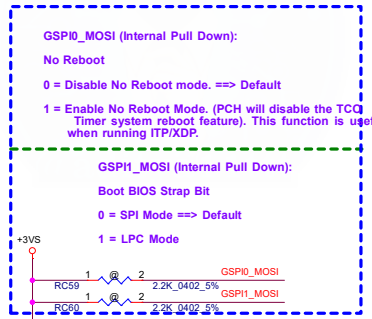 GSPI0_MOSI (Internal Pull Down):
No Reboot
0 = Disable No Reboot mode. ==> Default
1 = Enable No Reboot Mode. (PCH will disable the TCO
Timer system reboot feature). This function is usef
when running ITP/XDP.
GSPI1_MOSI (Internal Pull Down):
Boot BIOS Strap Bit
0 = SPI Mode ==> Default
1 = LPC Mode
+3VS
1 @ 2 GSPI0_MOSI
RC59 2.2K_0402_5%
1 @ 2 GSPI1_MOSI
RC60 2.2K_0402_5%